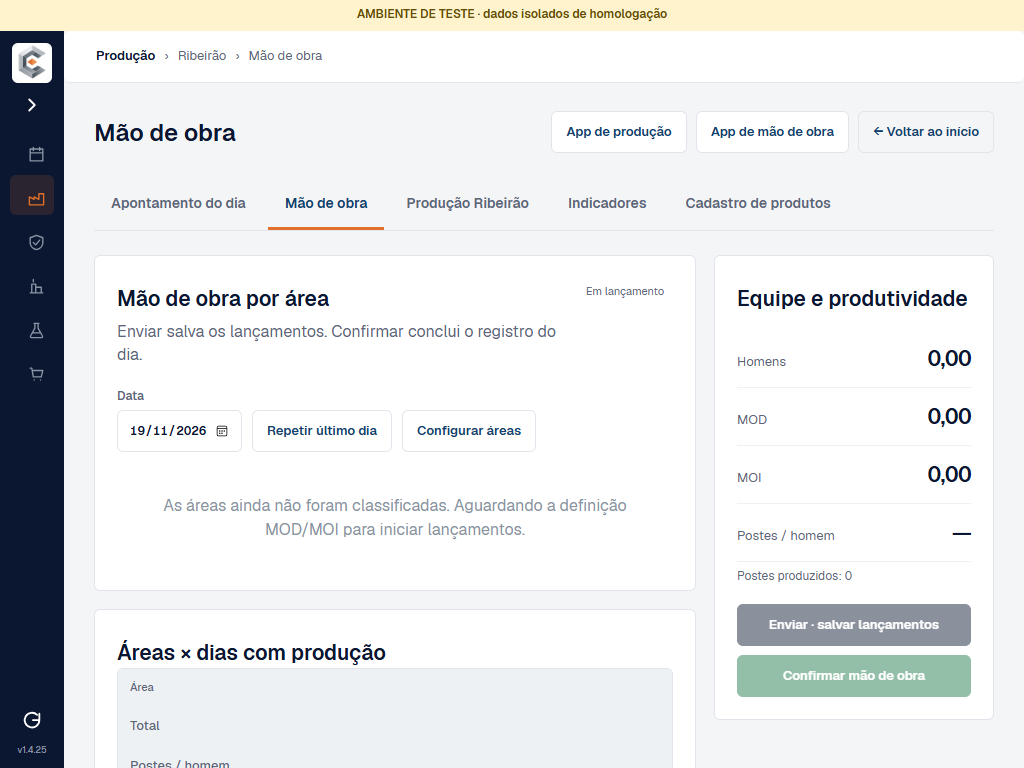 AMBIENTE DE TESTE · dados isolados de homologação
Produção › Ribeirão › Mão de obra
Mão de obra
App de produção
App de mão de obra
← Voltar ao início
Apontamento do dia
Mão de obra
Produção Ribeirão
Indicadores
Cadastro de produtos
Mão de obra por área
Em lançamento
Enviar salva os lançamentos. Confirmar conclui o registro do
dia.
Data
19/11/2026
Repetir último dia
Configurar áreas
As áreas ainda não foram classificadas. Aguardando a definição
MOD/MOI para iniciar lançamentos.
Equipe e produtividade
Homens 0,00
MOD 0,00
MOI 0,00
Postes / homem —
Postes produzidos: 0
Enviar · salvar lançamentos
Confirmar mão de obra
Áreas × dias com produção
Área
Total
Postes / homem
v1.4.25